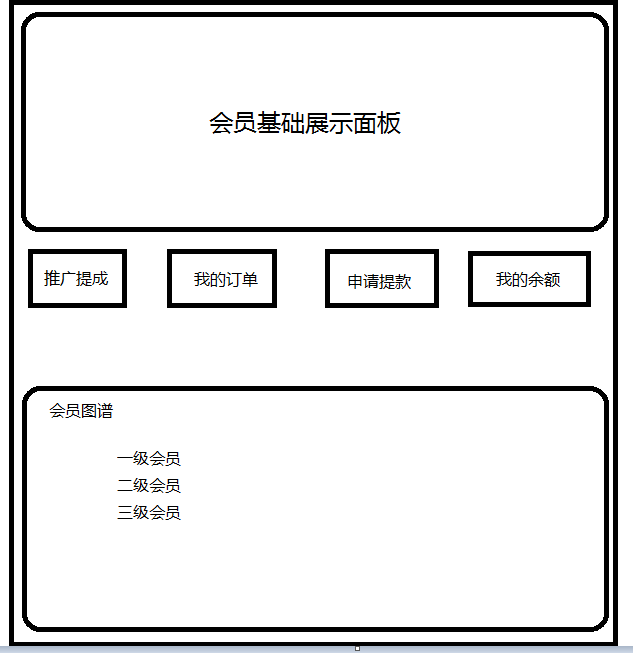 会员基础展示面板
推广提成
我的订单
申请提款
我的余额
会员图谱
一级会员
二级会员
三级会员